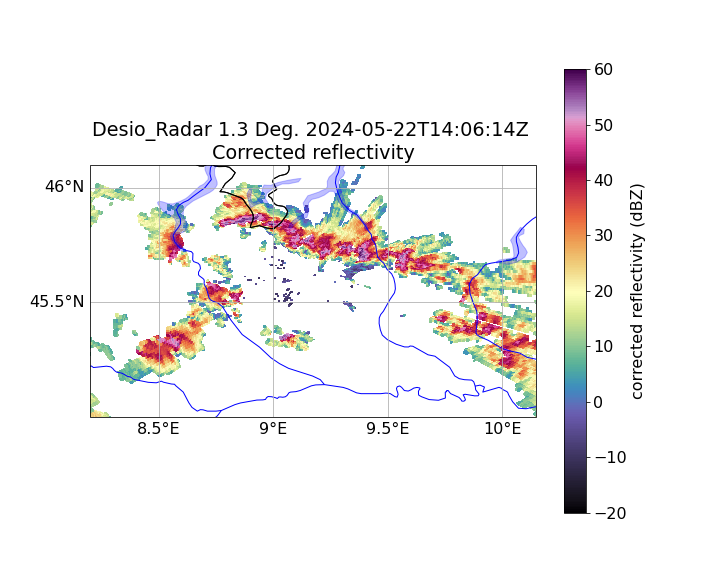 Desio_Radar 1.3 Deg. 2024-05-22T14:06:14Z
Corrected reflectivity
46°N
45.5°N
8.5°E
9°E
9.5°E
10°E
60
50
40
30
20
10
0
−10
−20
corrected reflectivity (dBZ)